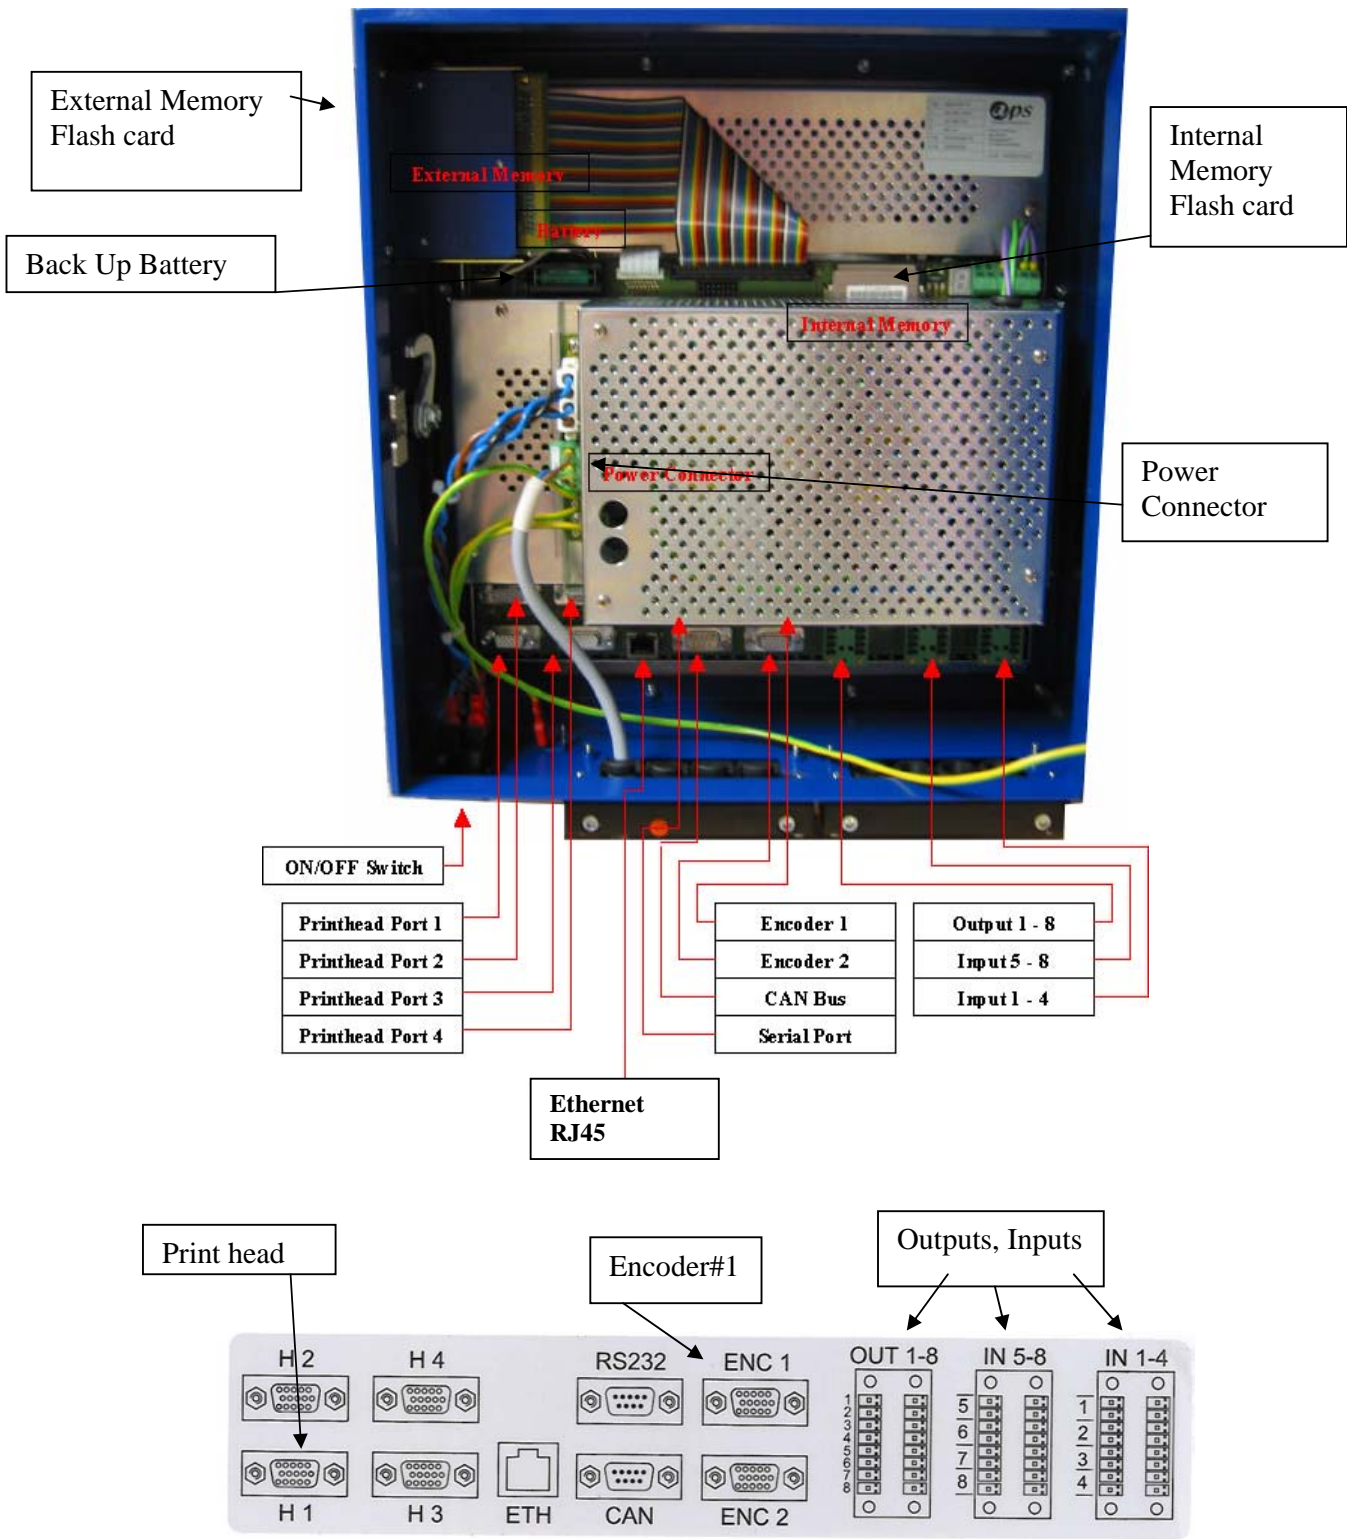 External Memory
Flash card
Internal
Memory
Flash card
ps
External Memory
Battery
Back Up Battery
Internal Memory
Power Connector
Power
Connector
ON/OFF Switch
Printhead Port 1
Printhead Port 2
Printhead Port 3
Printhead Port 4
Encoder 1
Encoder 2
CAN Bus
Serial Port
Output 1 - 8
Input 5 - 8
Input 1 - 4
Ethernet
RJ45
Print head
Encoder#1
Outputs, Inputs
H 2
H 4
RS232
ENC 1
OUT 1-8
IN 5-8
IN 1-4
1
2
3
4
5
6
7
8
5
6
7
8
1
2
3
4
H 1
H 3
ETH
CAN
ENC 2